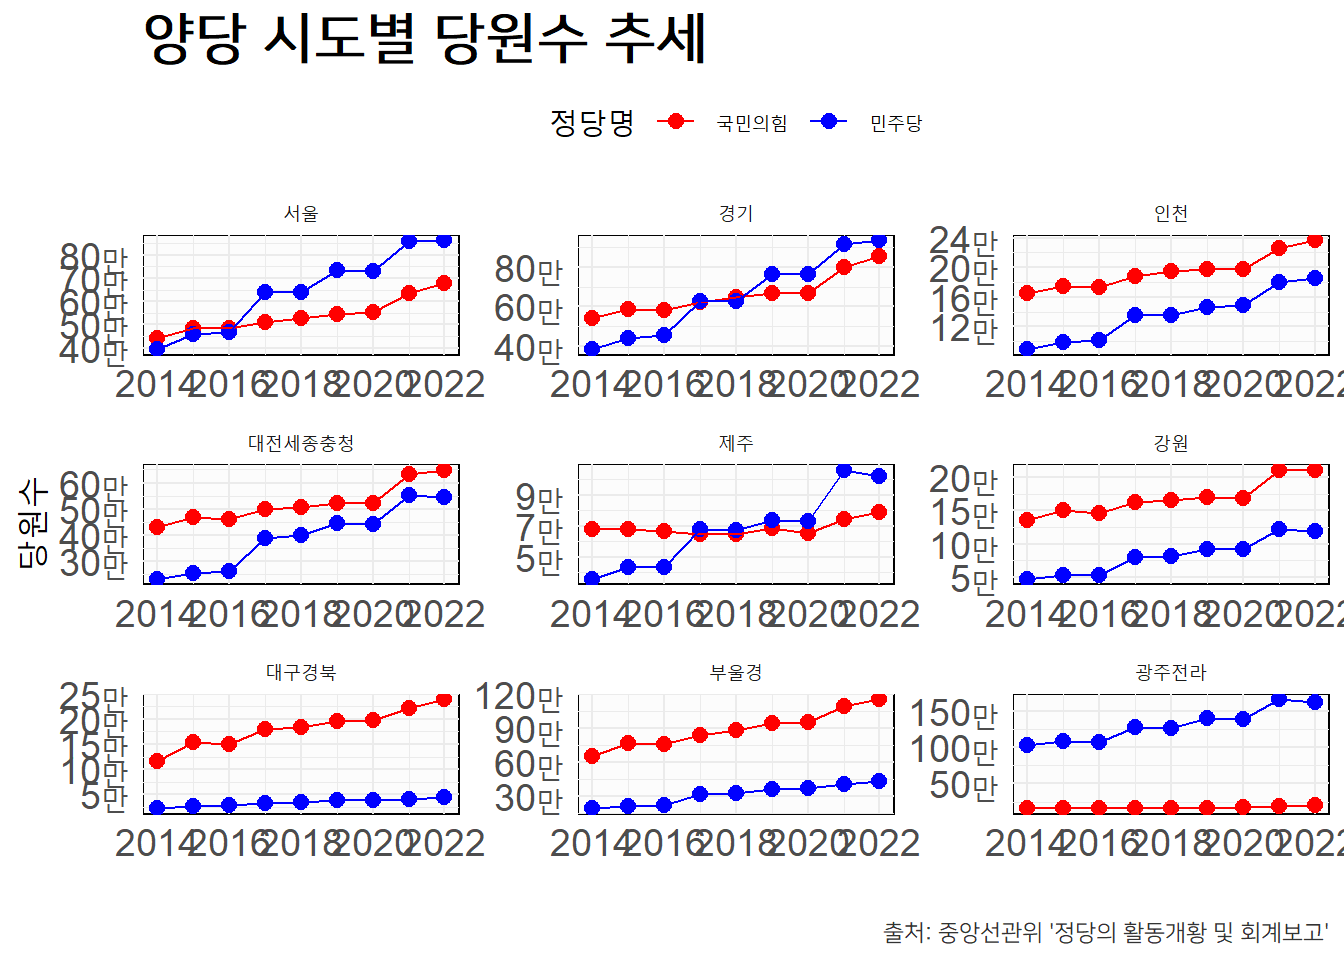 양당 시도별 당원수 추세
정당명 국민의힘 민주당
서울 경기 인천
80만
70만
60만
50만
40만
80만
60만
40만
24만
20만
16만
12만
2014 2016 2018 2020 2022 2014 2016 2018 2020 2022 2014 2016 2018 2020 2022
당원수
대전세종충청 제주 강원
60만
50만
40만
30만
9만
7만
5만
20만
15만
10만
5만
2014 2016 2018 2020 2022 2014 2016 2018 2020 2022 2014 2016 2018 2020 2022
대구경북 부울경 광주전라
25만
20만
15만
10만
5만
120만
90만
60만
30만
150만
100만
50만
2014 2016 2018 2020 2022 2014 2016 2018 2020 2022 2014 2016 2018 2020 2022
출처: 중앙선관위 '정당의 활동개황 및 회계보고'